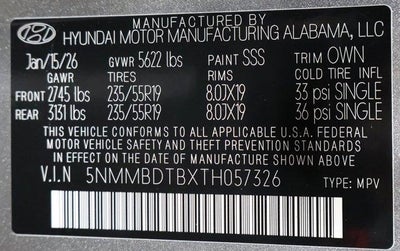 MANUFACTURED BY
HYUNDAI MOTOR MANUFACTURING ALABAMA, LLC
Jan/15/26 GVWR 5622 lbs PAINT SSS TRIM OWN
GAWR TIRES RIMS COLD TIRE INFL
FRONT 2745 lbs 235/55R19 8.0JX19 33 psi SINGLE
REAR 3131 lbs 235/55R19 8.0JX19 36 psi SINGLE
THIS VEHICLE CONFORMS TO ALL APPLICABLE U.S.A. FEDERAL
MOTOR VEHICLE SAFETY AND THEFT PREVENTION STANDARDS
IN EFFECT ON THE DATE OF MANUFACTURE SHOWN ABOVE.
V.I.N 5NMMBDTBXTH057326 TYPE: MPV